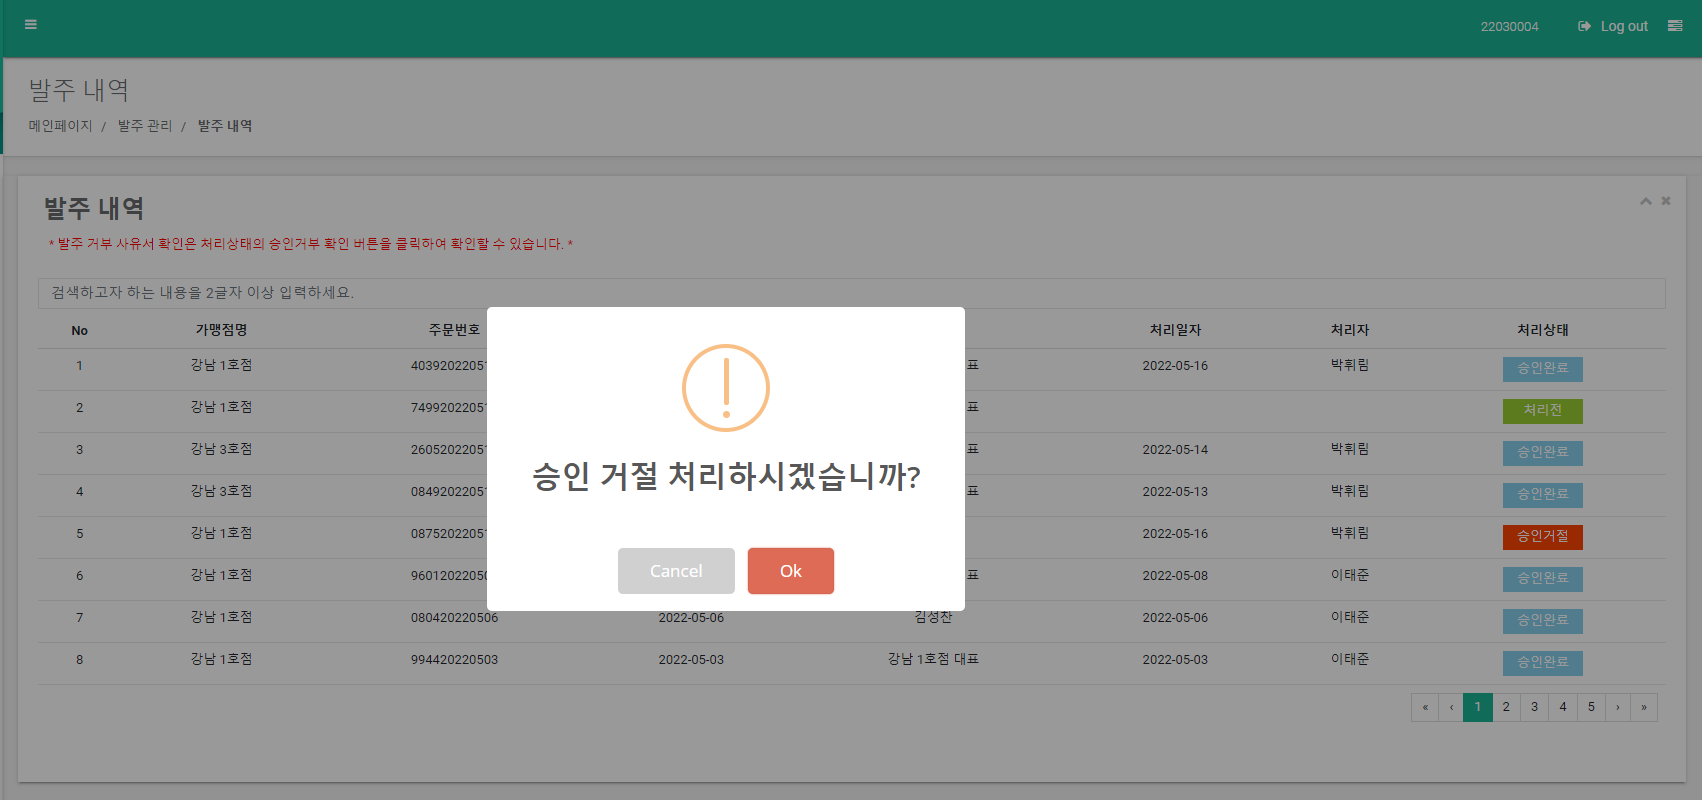 22030004 Log out
발주 내역
메인페이지 / 발주 관리 / 발주 내역
발주 내역
* 발주 거부 사유서 확인은 처리상태의 승인거부 확인 버튼을 클릭하여 확인할 수 있습니다. *
검색하고자 하는 내용을 2글자 이상 입력하세요.
No 가맹점명 주문번호 처리일자 처리자 처리상태
1 강남 1호점 표 2022-05-16 박휘림 승인완료
2 강남 1호점 표 처리전
3 강남 3호점 표 2022-05-14 박휘림 승인완료
4 강남 3호점 표 2022-05-13 박휘림 승인완료
5 강남 1호점 2022-05-16 박휘림 승인거절
6 강남 1호점 표 2022-05-08 이태준 승인완료
7 강남 1호점 080420220506 2022-05-06 김성찬 2022-05-06 이태준 승인완료
8 강남 1호점 994420220503 2022-05-03 강남 1호점 대표 2022-05-03 이태준 승인완료
승인 거절 처리하시겠습니까?
Cancel Ok
« ‹ 1 2 3 4 5 › »